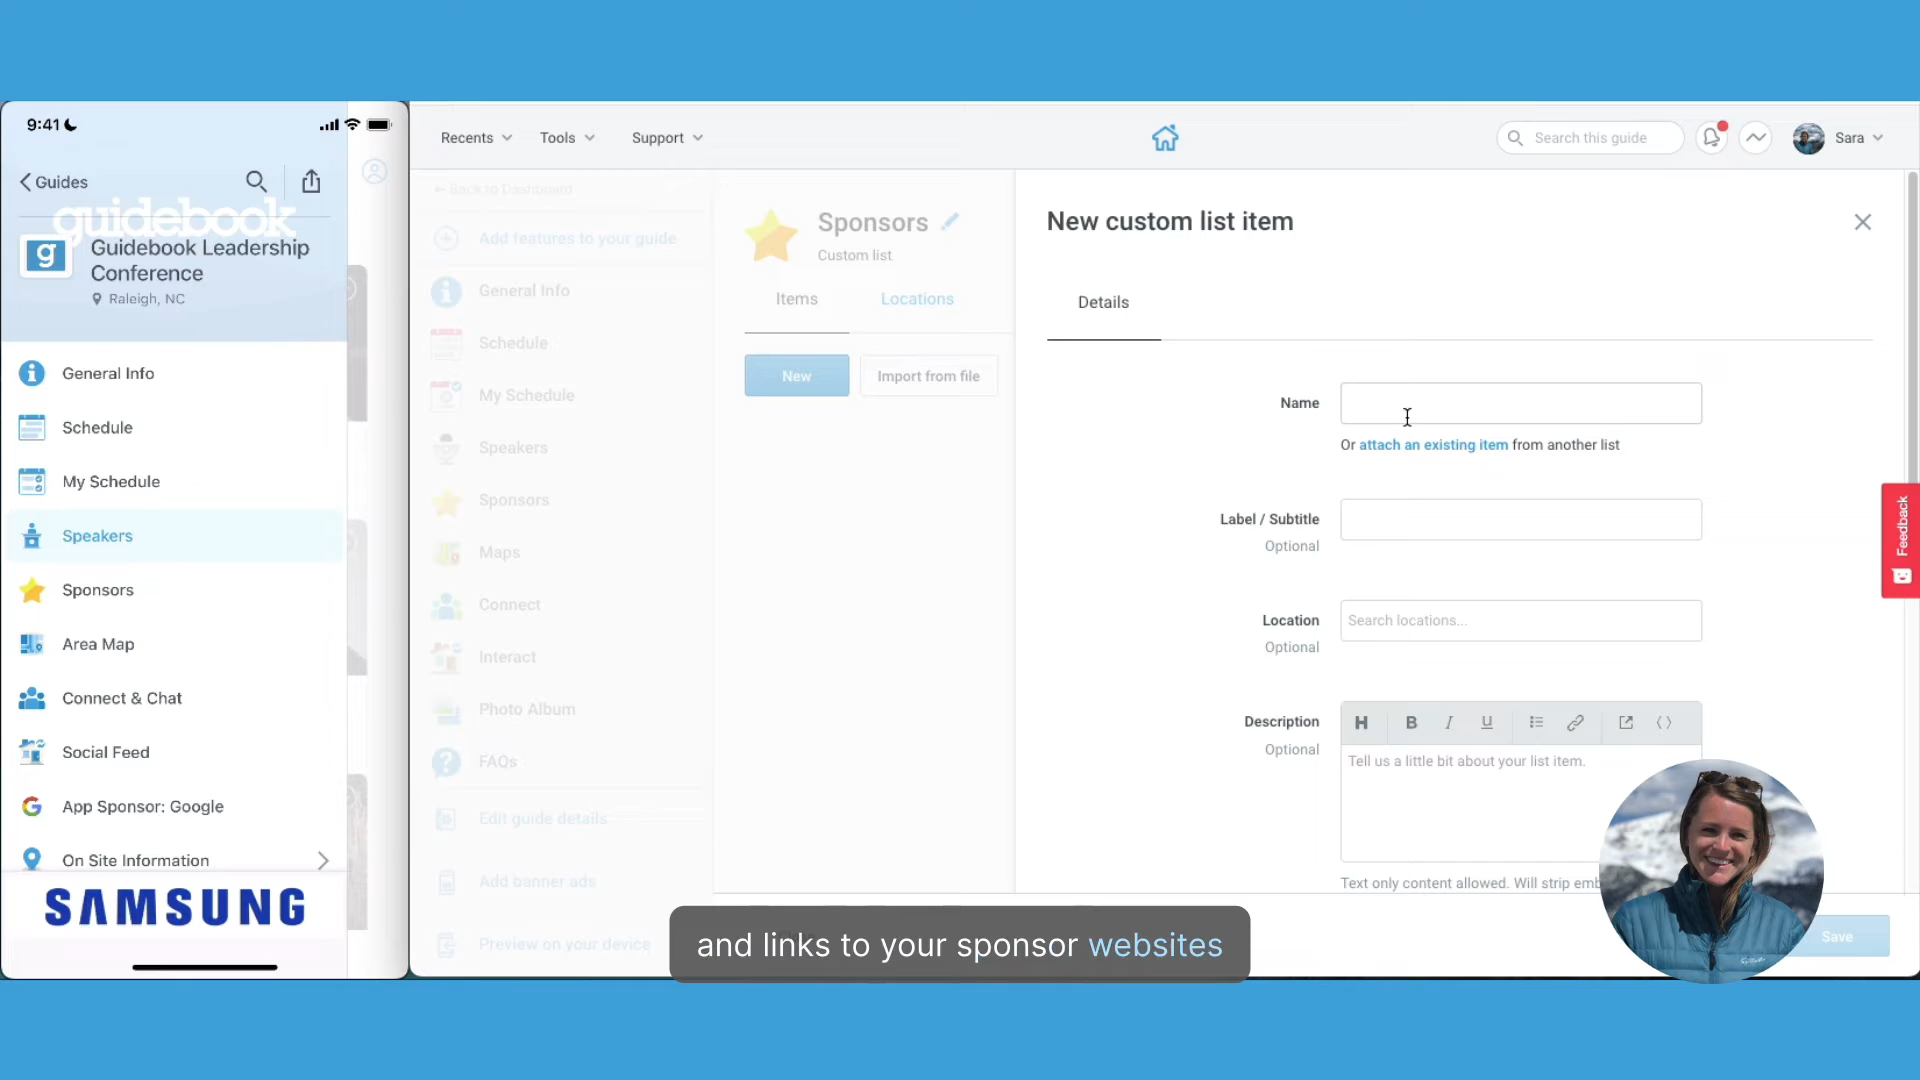 9:41
Guides
guidebook
g
Guidebook Leadership
Conference
Raleigh, NC
General Info
Schedule
My Schedule
Speakers
Sponsors
Area Map
Connect & Chat
Social Feed
App Sponsor: Google
On Site Information
SAMSUNG
Recents
Tools
Support
Search this guide
Sara
← Back to Dashboard
Add features to your guide
General Info
Schedule
My Schedule
Speakers
Sponsors
Maps
Connect
Interact
Photo Album
FAQs
Edit guide details
Add banner ads
Preview on your device
Sponsors
Custom list
Items
Locations
New
Import from file
New custom list item
Details
Name
Or attach an existing item from another list
Label / Subtitle
Optional
Location
Optional
Search locations...
Description
Optional
H B I U
Tell us a little bit about your list item.
Text only content allowed. Will strip emb
Save
Feedback
and links to your sponsor websites